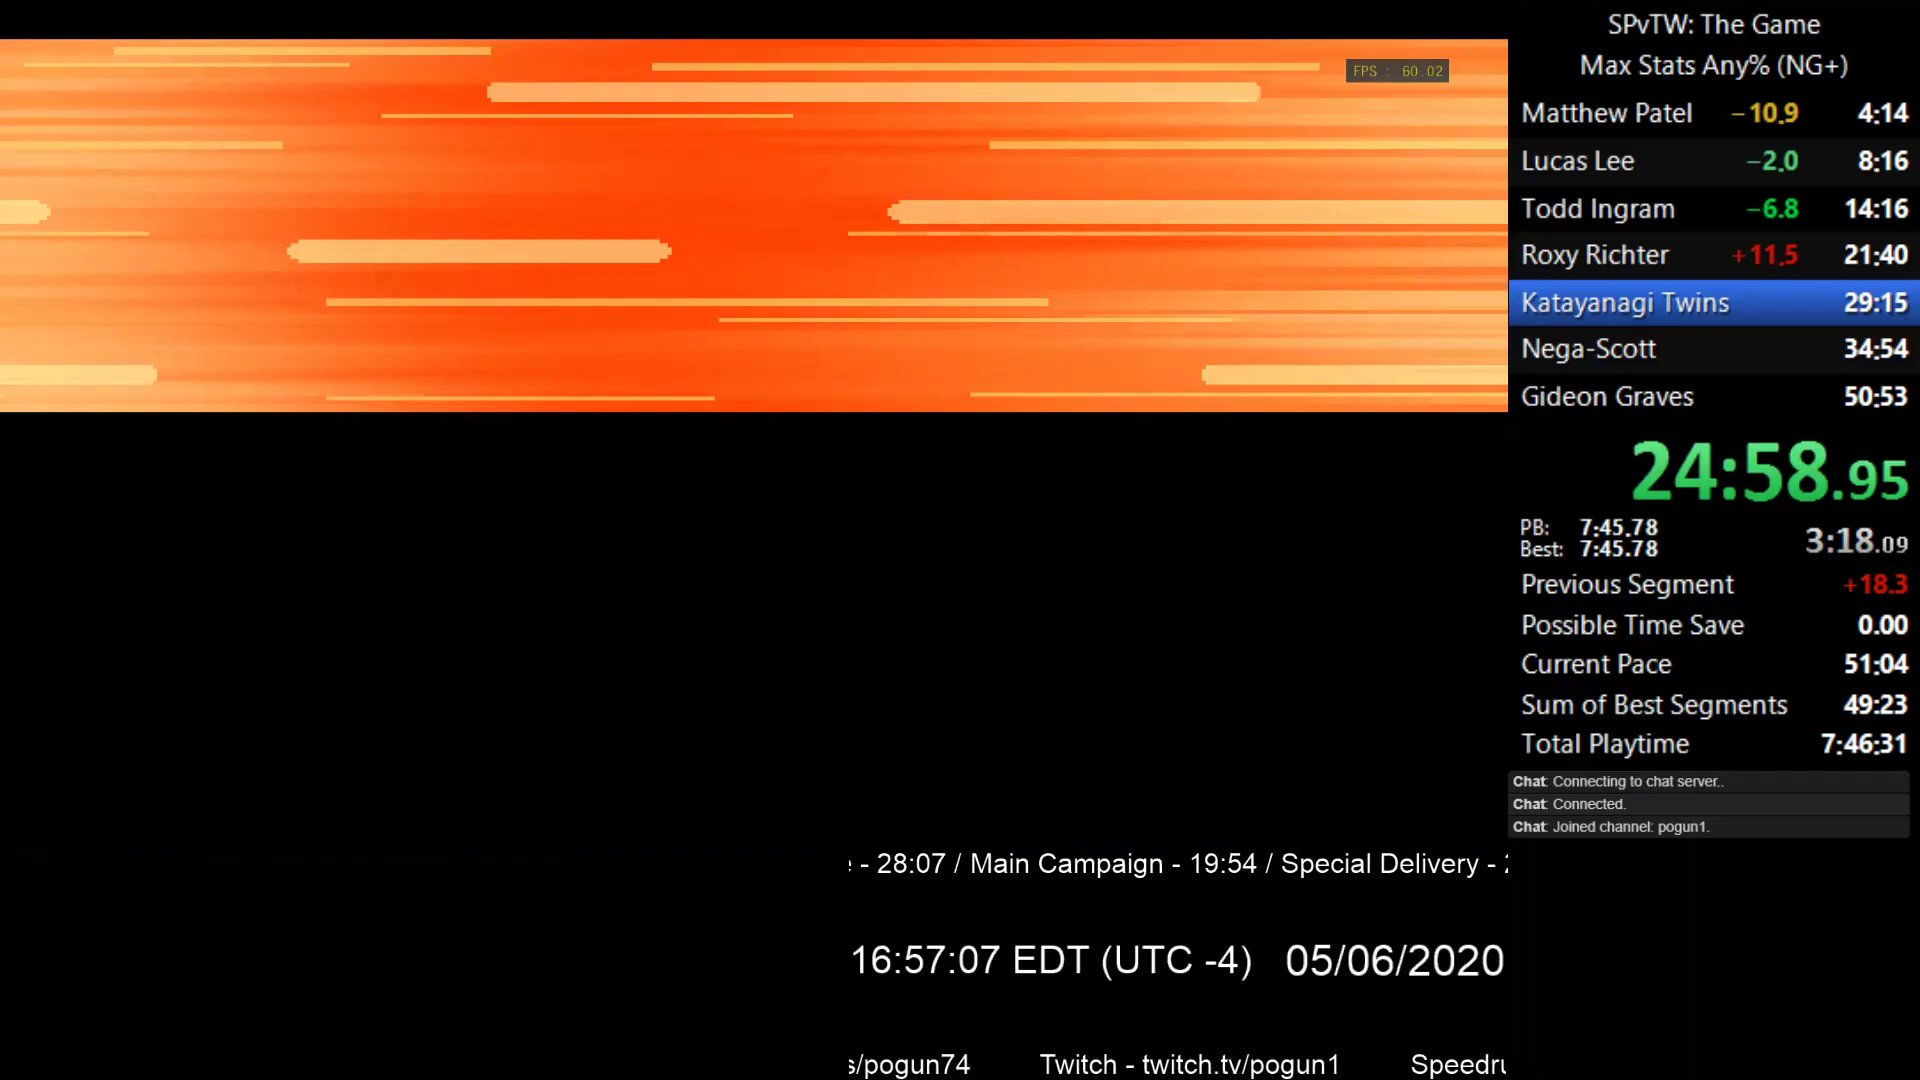 FPS : 60.02
SPvTW: The Game
Max Stats Any% (NG+)
Matthew Patel −10.9 4:14
Lucas Lee −2.0 8:16
Todd Ingram −6.8 14:16
Roxy Richter +11.5 21:40
Katayanagi Twins 29:15
Nega-Scott 34:54
Gideon Graves 50:53
24:58.95
PB: 7:45.78
Best: 7:45.78
3:18.09
Previous Segment +18.3
Possible Time Save 0.00
Current Pace 51:04
Sum of Best Segments 49:23
Total Playtime 7:46:31
Chat: Connecting to chat server..
Chat: Connected.
Chat: Joined channel: pogun1.
- 28:07 / Main Campaign - 19:54 / Special Delivery -
16:57:07 EDT (UTC -4) 05/06/2020
s/pogun74 Twitch - twitch.tv/pogun1 Speedru